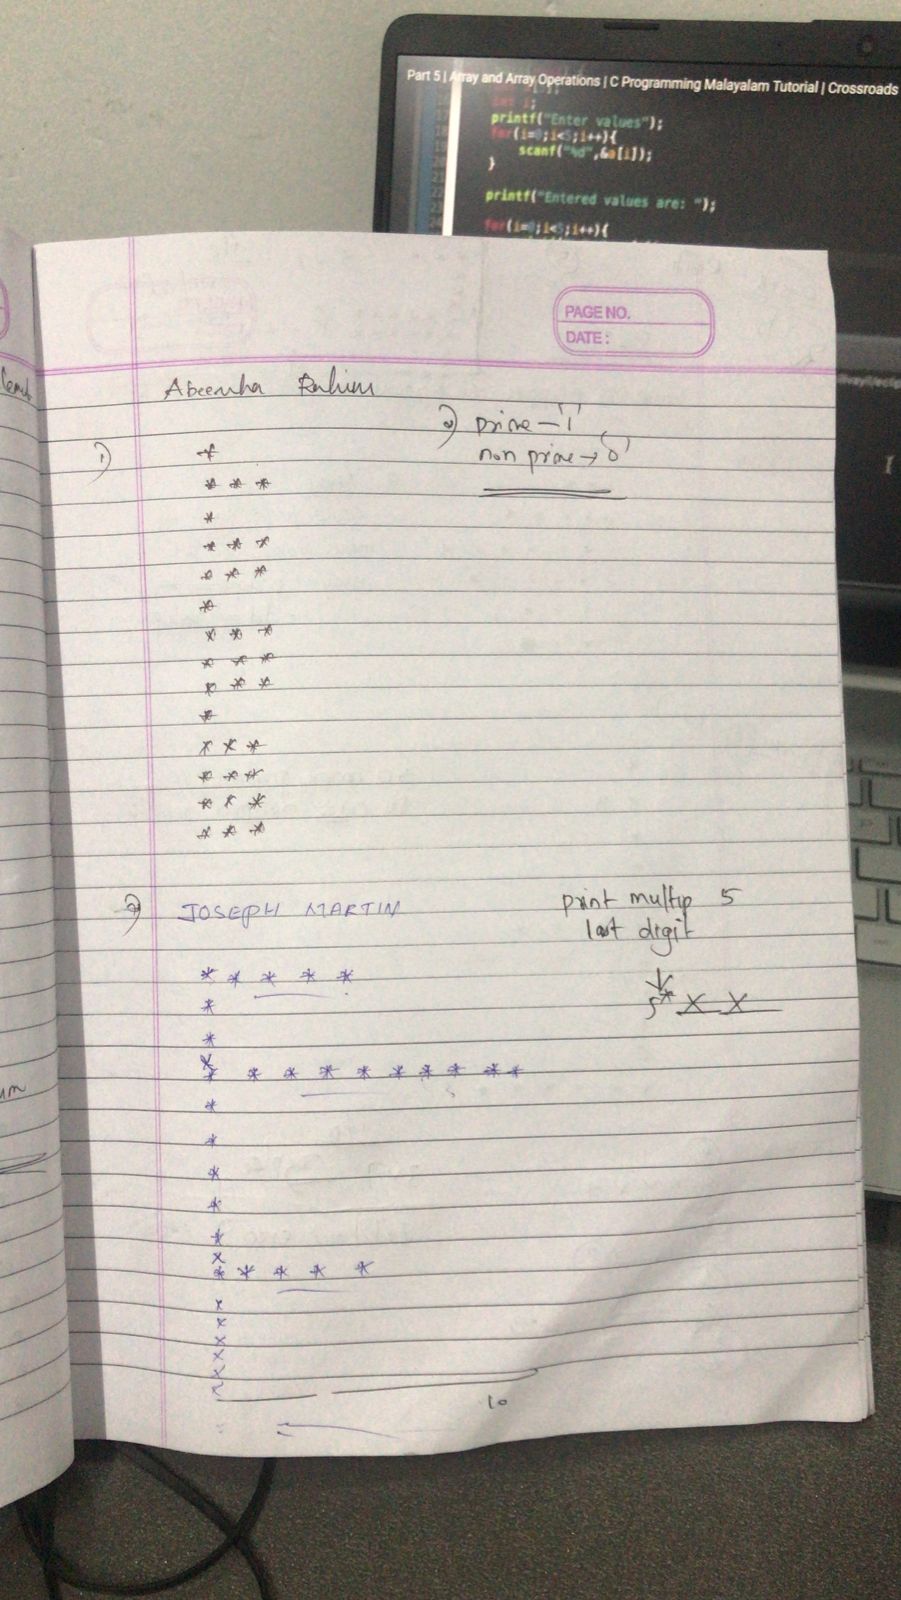 Part 5 | Array and Array Operations | C Programming Malayalam Tutorial | Crossroads
int i;
printf("Enter values");
for(i=0;i<5;i++){
scanf("%d",&a[i]);
}
printf("Entered values are: ");
for(i=0;i<5;i++){
PAGE NO.
DATE:
Rahim
2) prime - '1'
non prime → '0'
1)
*
* * *
*
* * *
* * *
*
* * *
* * *
* * *
*
* * *
* * *
* * *
* * *
2) JOSEPH MARTIN
print multip 5
last digit
* * * * *
*
5* x x
*
*
* * * * * * * * * *
*
*
*
*
*
*
* * * * *
*
*
*
*
*
*
10